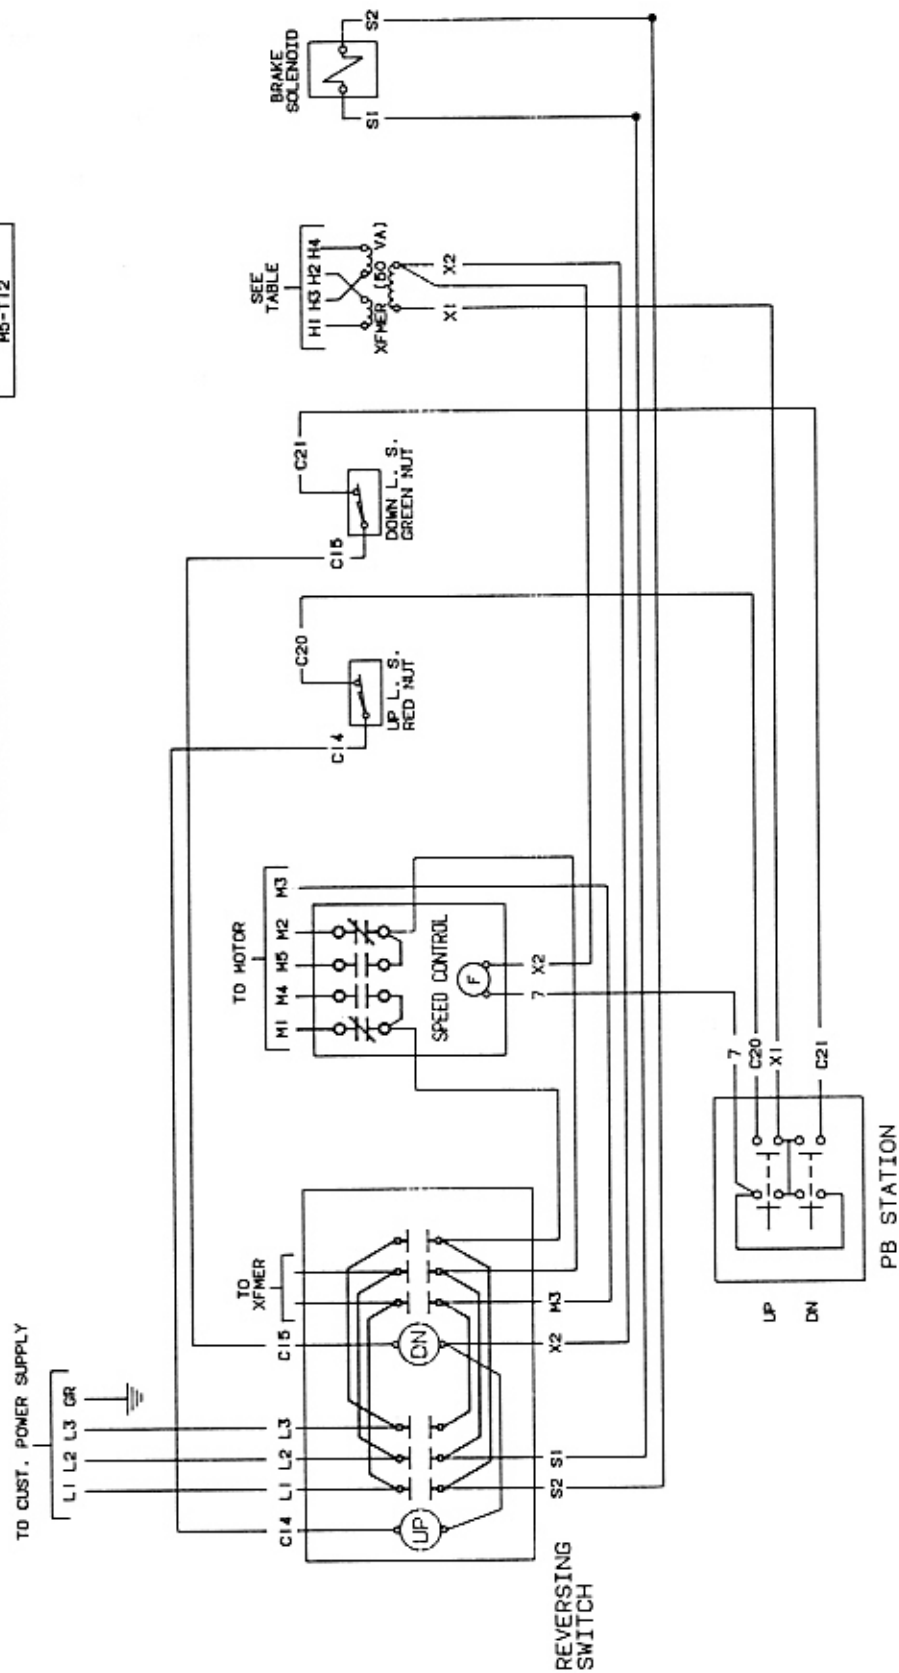 M5-112
TO CUST. POWER SUPPLY
L1 L2 L3 GR
C14 L1 L2 L3 C15
TO
XFMER
UP
DN
S2 S1 X2 M3
REVERSING
SWITCH
TO MOTOR
M1 M4 M5 M2 M3
SPEED CONTROL
F
7 X2
C14
C20
UP L. S.
RED NUT
C15
C21
DOWN L. S.
GREEN NUT
SEE
TABLE
H1 H3 H2 H4
XFMER (50 VA)
X1 X2
BRAKE
SOLENOID
S1 S2
7
C20
X1
C21
UP
DN
PB STATION